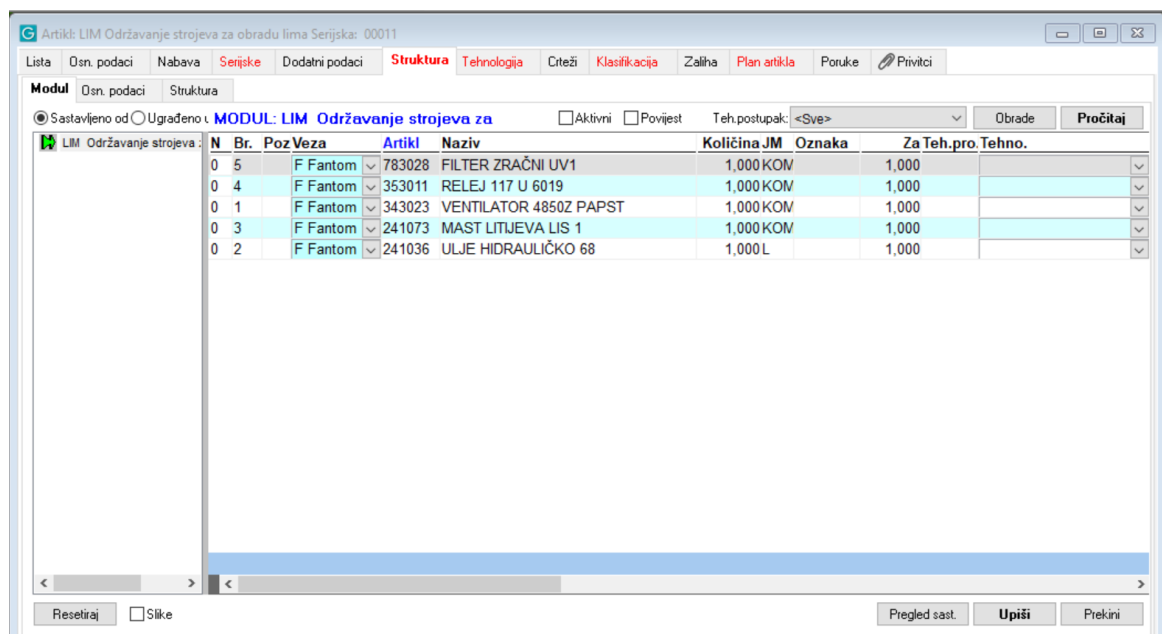 G Artikl: LIM Održavanje strojeva za obradu lima Serijska: 00011
Lista Osn. podaci Nabava Serijske Dodatni podaci Struktura Tehnologija Crteži Klasifikacija Zaliha Plan artikla Poruke Privitci
Modul Osn. podaci Struktura
Sastavljeno od Ugrađeno u MODUL: LIM Održavanje strojeva za Aktivni Povijest Teh.postupak: <Sve> Obrade Pročitaj
LIM Održavanje strojeva : N Br. Poz Veza Artikl Naziv Količina JM Oznaka Za Teh.pro. Tehno.
0 5 F Fantom 783028 FILTER ZRAČNI UV1 1,000 KOM 1,000
0 4 F Fantom 353011 RELEJ 117 U 6019 1,000 KOM 1,000
0 1 F Fantom 343023 VENTILATOR 4850Z PAPST 1,000 KOM 1,000
0 3 F Fantom 241073 MAST LITIJEVA LIS 1 1,000 KOM 1,000
0 2 F Fantom 241036 ULJE HIDRAULIČKO 68 1,000 L 1,000
Resetiraj Slike Pregled sast. Upiši Prekini